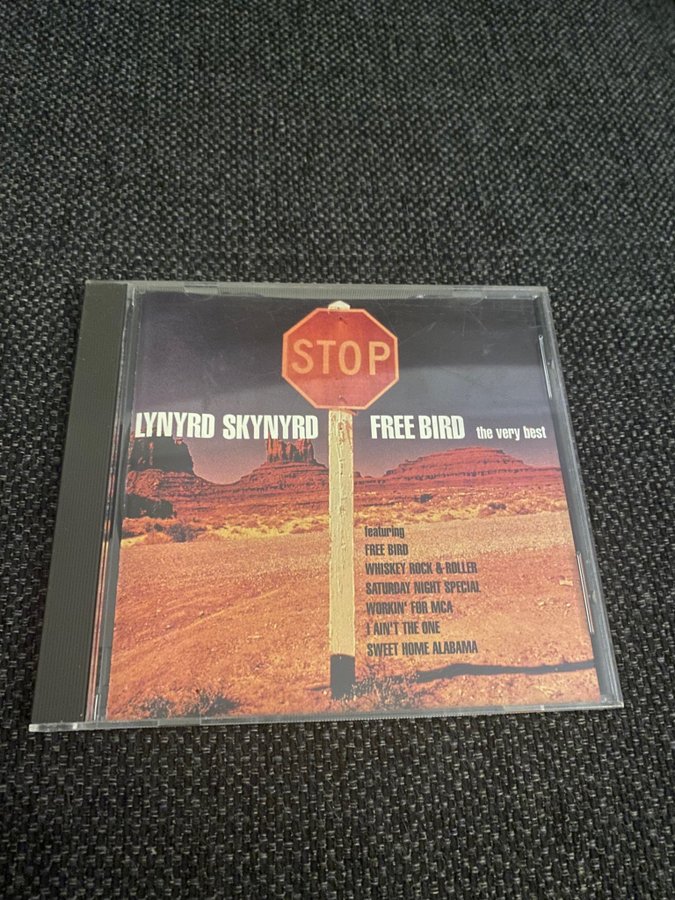 STOP
LYNYRD SKYNYRD FREE BIRD the very best
featuring
FREE BIRD
WHISKEY ROCK & ROLLER
SATURDAY NIGHT SPECIAL
WORKIN' FOR MCA
I AIN'T THE ONE
SWEET HOME ALABAMA